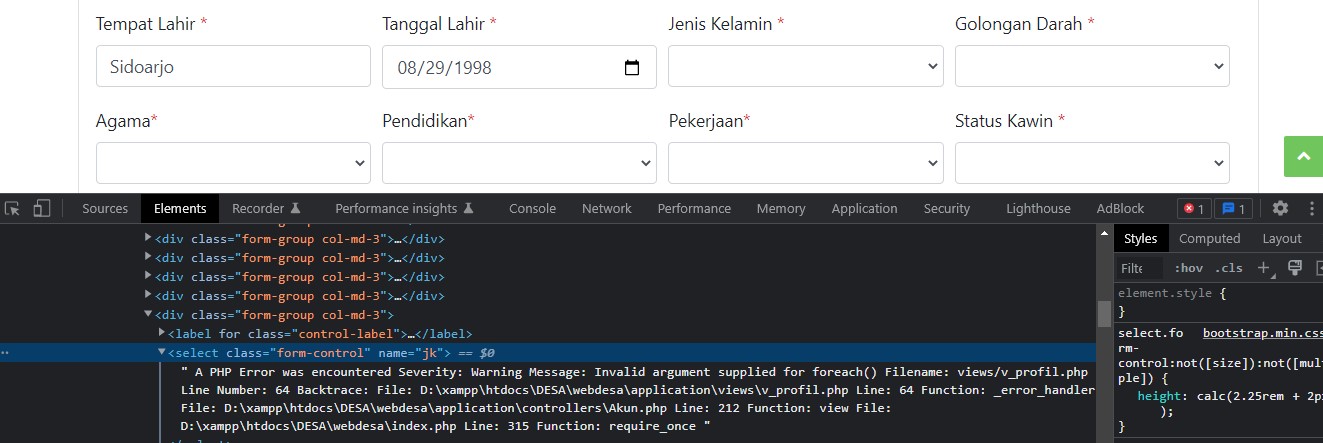 Tempat Lahir * Tanggal Lahir * Jenis Kelamin * Golongan Darah *
Sidoarjo 08/29/1998
Agama* Pendidikan* Pekerjaan* Status Kawin *
Sources Elements Recorder Performance insights Console Network Performance Memory Application Security Lighthouse AdBlock 1 1
<div class="form-group col-md-3">…</div>
<div class="form-group col-md-3">…</div>
<div class="form-group col-md-3">…</div>
<div class="form-group col-md-3">…</div>
<div class="form-group col-md-3">
<label for class="control-label">…</label>
<select class="form-control" name="jk"> == $0
" A PHP Error was encountered Severity: Warning Message: Invalid argument supplied for foreach() Filename: views/v_profil.php
Line Number: 64 Backtrace: File: D:\xampp\htdocs\DESA\webdesa\application\views\v_profil.php Line: 64 Function: _error_handler
File: D:\xampp\htdocs\DESA\webdesa\application\controllers\Akun.php Line: 212 Function: view File:
D:\xampp\htdocs\DESA\webdesa\index.php Line: 315 Function: require_once "
Styles Computed Layout
:hov .cls
element.style {
}
select.fo bootstrap.min.css
rm-
control:not([size]):not([mul
ple]) {
height: calc(2.25rem + 2p
);
}